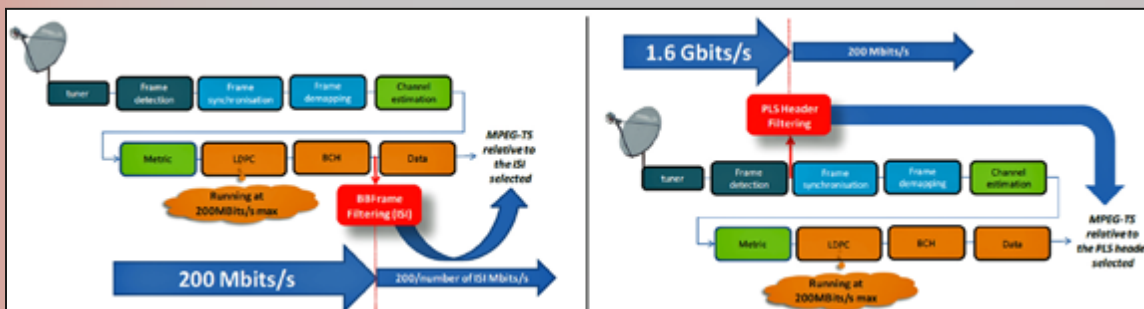 tuner
Frame
detection
Frame
synchronisation
Frame
demapping
Channel
estimation
Metric
LDPC
BCH
Data
MPEG-TS
relative to
the ISI
selected
Running at
200MBits/s max
BBFrame
Filtering (ISI)
200 Mbits/s
200/number of ISI Mbits/s
1.6 Gbits/s
200 Mbits/s
PLS Header
Filtering
tuner
Frame
detection
Frame
synchronisation
Frame
demapping
Channel
estimation
Metric
LDPC
BCH
Data
MPEG-TS
relative to
the PLS header
selected
Running at
200MBits/s max